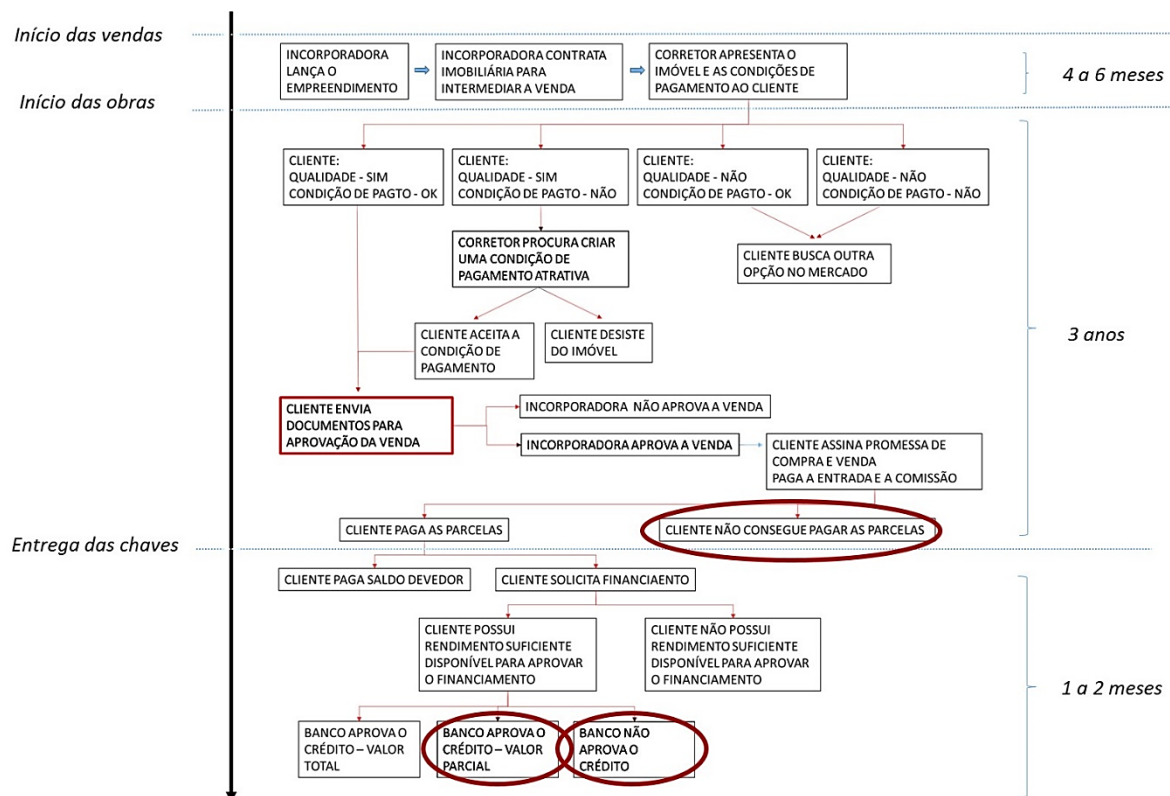 Início das vendas
INCORPORADORA
LANÇA O
EMPREENDIMENTO
INCORPORADORA CONTRATA
IMOBILIÁRIA PARA
INTERMEDIAR A VENDA
CORRETOR APRESENTA O
IMÓVEL E AS CONDIÇÕES DE
PAGAMENTO AO CLIENTE
4 a 6 meses
Início das obras
CLIENTE:
QUALIDADE - SIM
CONDIÇÃO DE PAGTO - OK
CLIENTE:
QUALIDADE - SIM
CONDIÇÃO DE PAGTO - NÃO
CLIENTE:
QUALIDADE - NÃO
CONDIÇÃO DE PAGTO - OK
CLIENTE:
QUALIDADE - NÃO
CONDIÇÃO DE PAGTO - NÃO
CORRETOR PROCURA CRIAR
UMA CONDIÇÃO DE
PAGAMENTO ATRATIVA
CLIENTE BUSCA OUTRA
OPÇÃO NO MERCADO
CLIENTE ACEITA A
CONDIÇÃO DE
PAGAMENTO
CLIENTE DESISTE
DO IMÓVEL
3 anos
CLIENTE ENVIA
DOCUMENTOS PARA
APROVAÇÃO DA VENDA
INCORPORADORA NÃO APROVA A VENDA
INCORPORADORA APROVA A VENDA
CLIENTE ASSINA PROMESSA DE
COMPRA E VENDA
PAGA A ENTRADA E A COMISSÃO
CLIENTE PAGA AS PARCELAS
CLIENTE NÃO CONSEGUE PAGAR AS PARCELAS
Entrega das chaves
CLIENTE PAGA SALDO DEVEDOR
CLIENTE SOLICITA FINANCIAENTO
CLIENTE POSSUI
RENDIMENTO SUFICIENTE
DISPONÍVEL PARA APROVAR
O FINANCIAMENTO
CLIENTE NÃO POSSUI
RENDIMENTO SUFICIENTE
DISPONÍVEL PARA APROVAR
O FINANCIAMENTO
1 a 2 meses
BANCO APROVA O
CRÉDITO – VALOR
TOTAL
BANCO APROVA O
CRÉDITO – VALOR
PARCIAL
BANCO NÃO
APROVA O
CRÉDITO